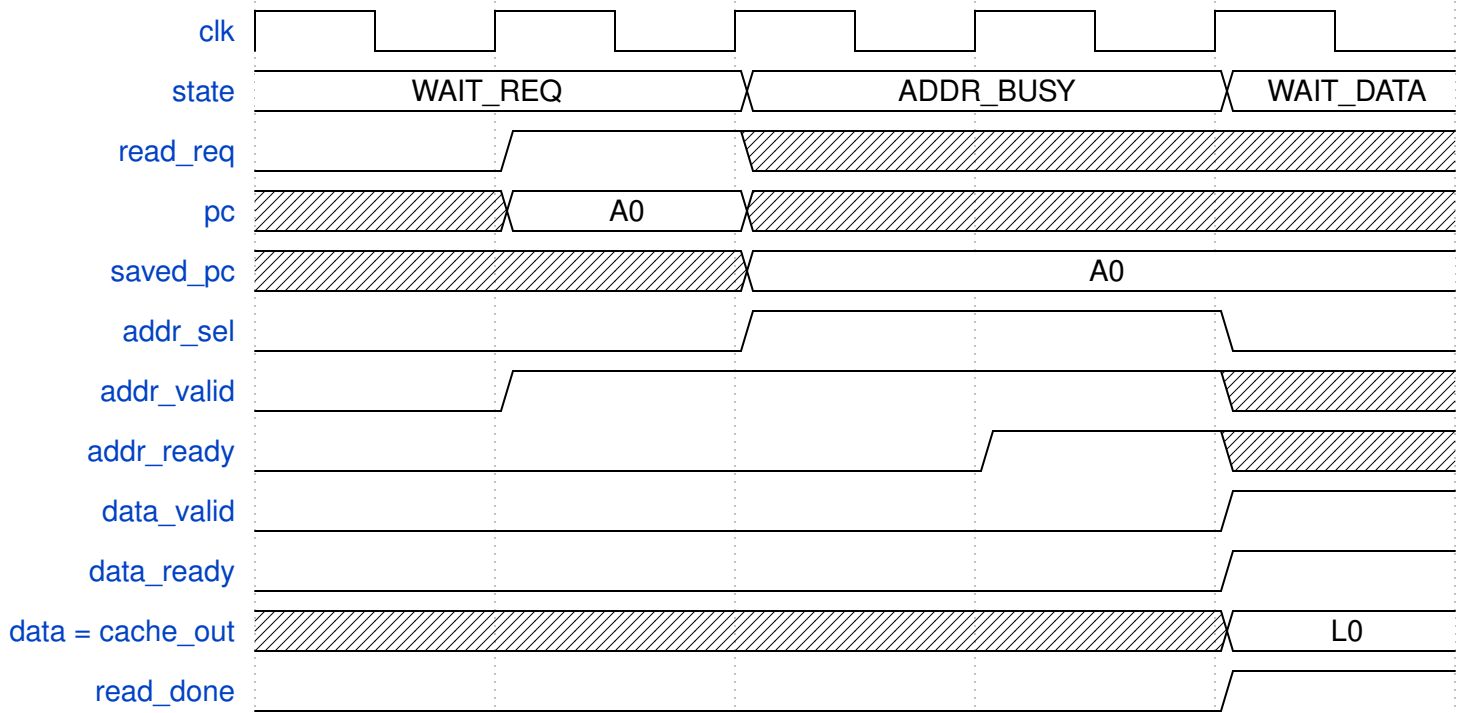 clk
state WAIT_REQ ADDR_BUSY WAIT_DATA
read_req
pc A0
saved_pc A0
addr_sel
addr_valid
addr_ready
data_valid
data_ready
data = cache_out L0
read_done